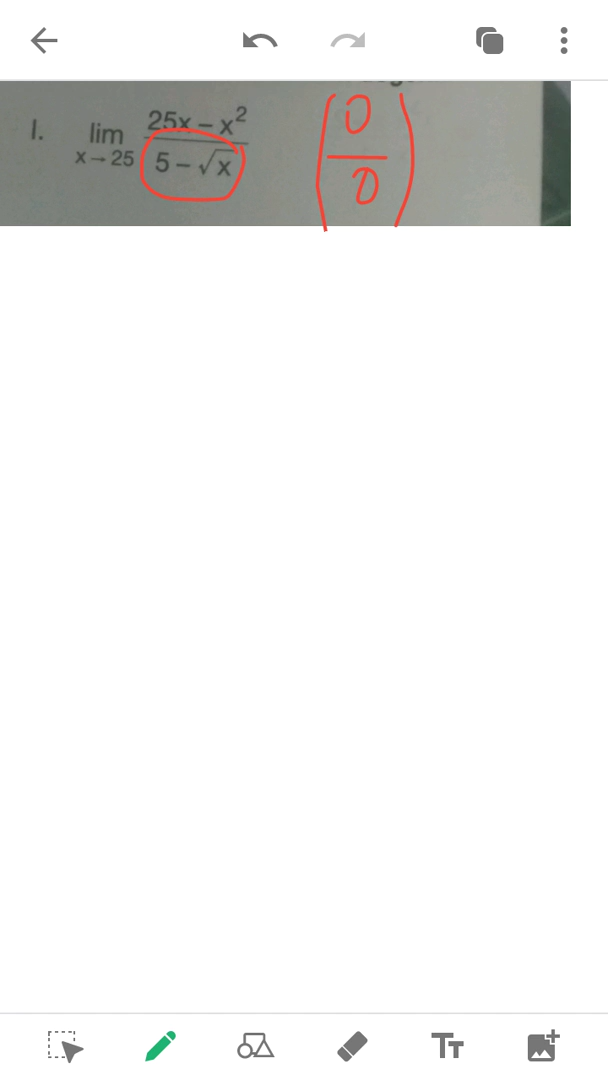 I. lim x→25 25x – x² / 5 – √x (0/0)